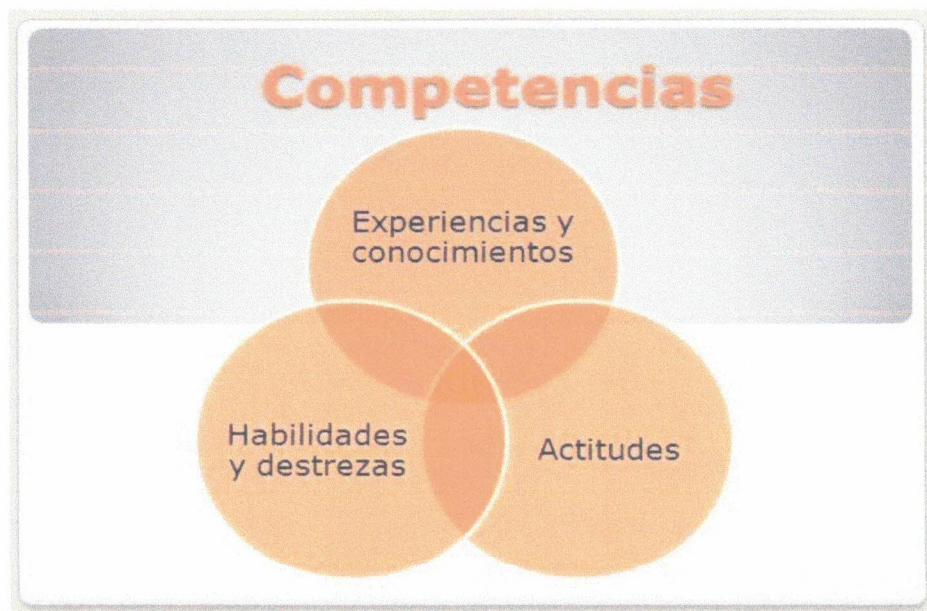 Competencias
Experiencias y
conocimientos
Habilidades
y destrezas
Actitudes